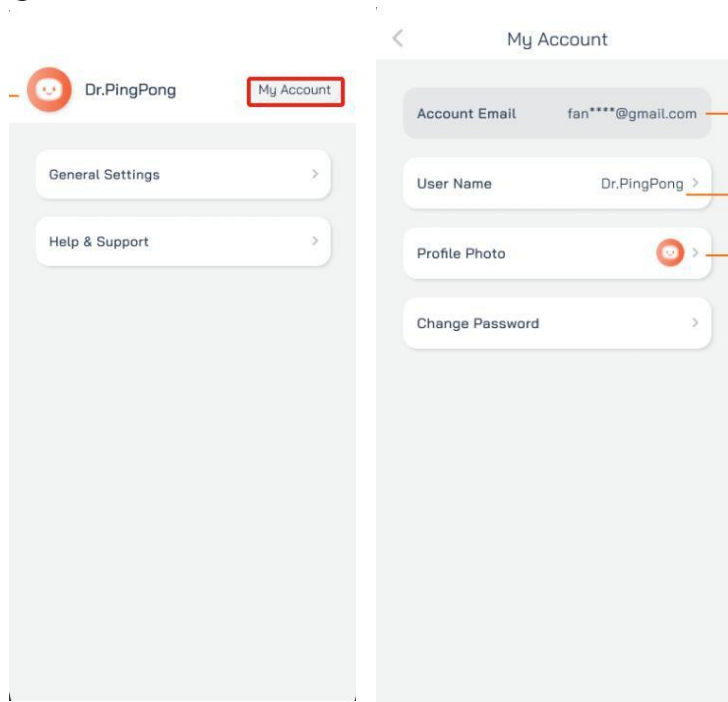 Dr.PingPong
My Account
General Settings
Help & Support
My Account
Account Email
fan****@gmail.com
User Name
Dr.PingPong
Profile Photo
Change Password